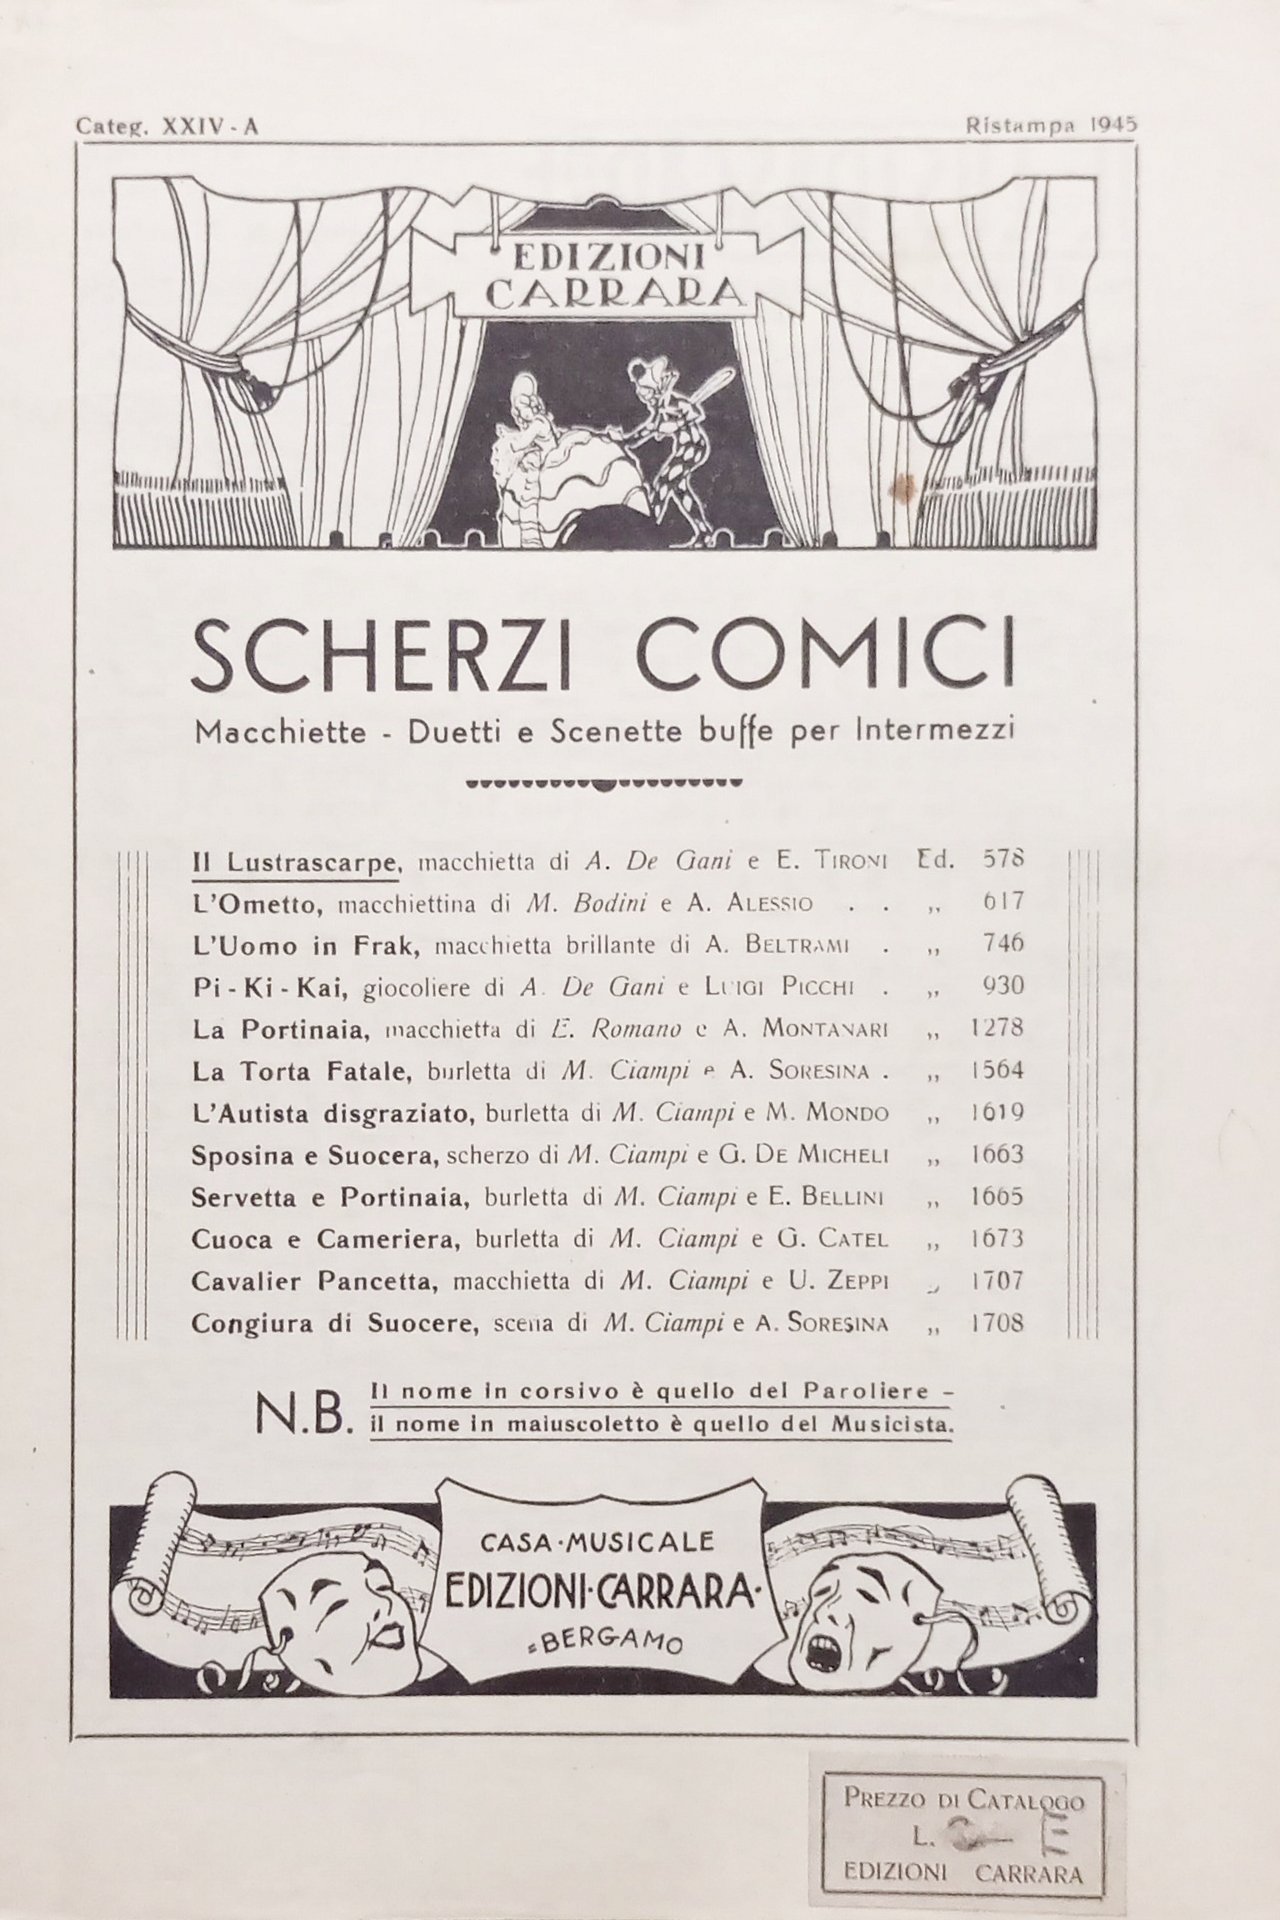 Categ. XXIV - A
Ristampa 1945
EDIZIONI
CARRARA
SCHERZI COMICI
Macchiette - Duetti e Scenette buffe per Intermezzi
Il Lustrascarpe, macchietta di A. De Gani e E. TIRONI Ed. 578
L'Ometto, macchiettina di M. Bodini e A. ALESSIO . . ,, 617
L'Uomo in Frak, macchietta brillante di A. BELTRAMI . ,, 746
Pi - Ki - Kai, giocoliere di A. De Gani e LUIGI PICCHI . ,, 930
La Portinaia, macchietta di E. Romano e A. MONTANARI ,, 1278
La Torta Fatale, burletta di M. Ciampi e A. SORESINA . ,, 1564
L'Autista disgraziato, burletta di M. Ciampi e M. MONDO ,, 1619
Sposina e Suocera, scherzo di M. Ciampi e G. DE MICHELI ,, 1663
Servetta e Portinaia, burletta di M. Ciampi e E. BELLINI ,, 1665
Cuoca e Cameriera, burletta di M. Ciampi e G. CATEL ,, 1673
Cavalier Pancetta, macchietta di M. Ciampi e U. ZEPPI ,, 1707
Congiura di Suocere, scena di M. Ciampi e A. SORESINA ,, 1708
N.B. Il nome in corsivo è quello del Paroliere -
il nome in maiuscoletto è quello del Musicista.
CASA · MUSICALE
EDIZIONI · CARRARA ·
BERGAMO
PREZZO DI CATALOGO
L. E
EDIZIONI CARRARA